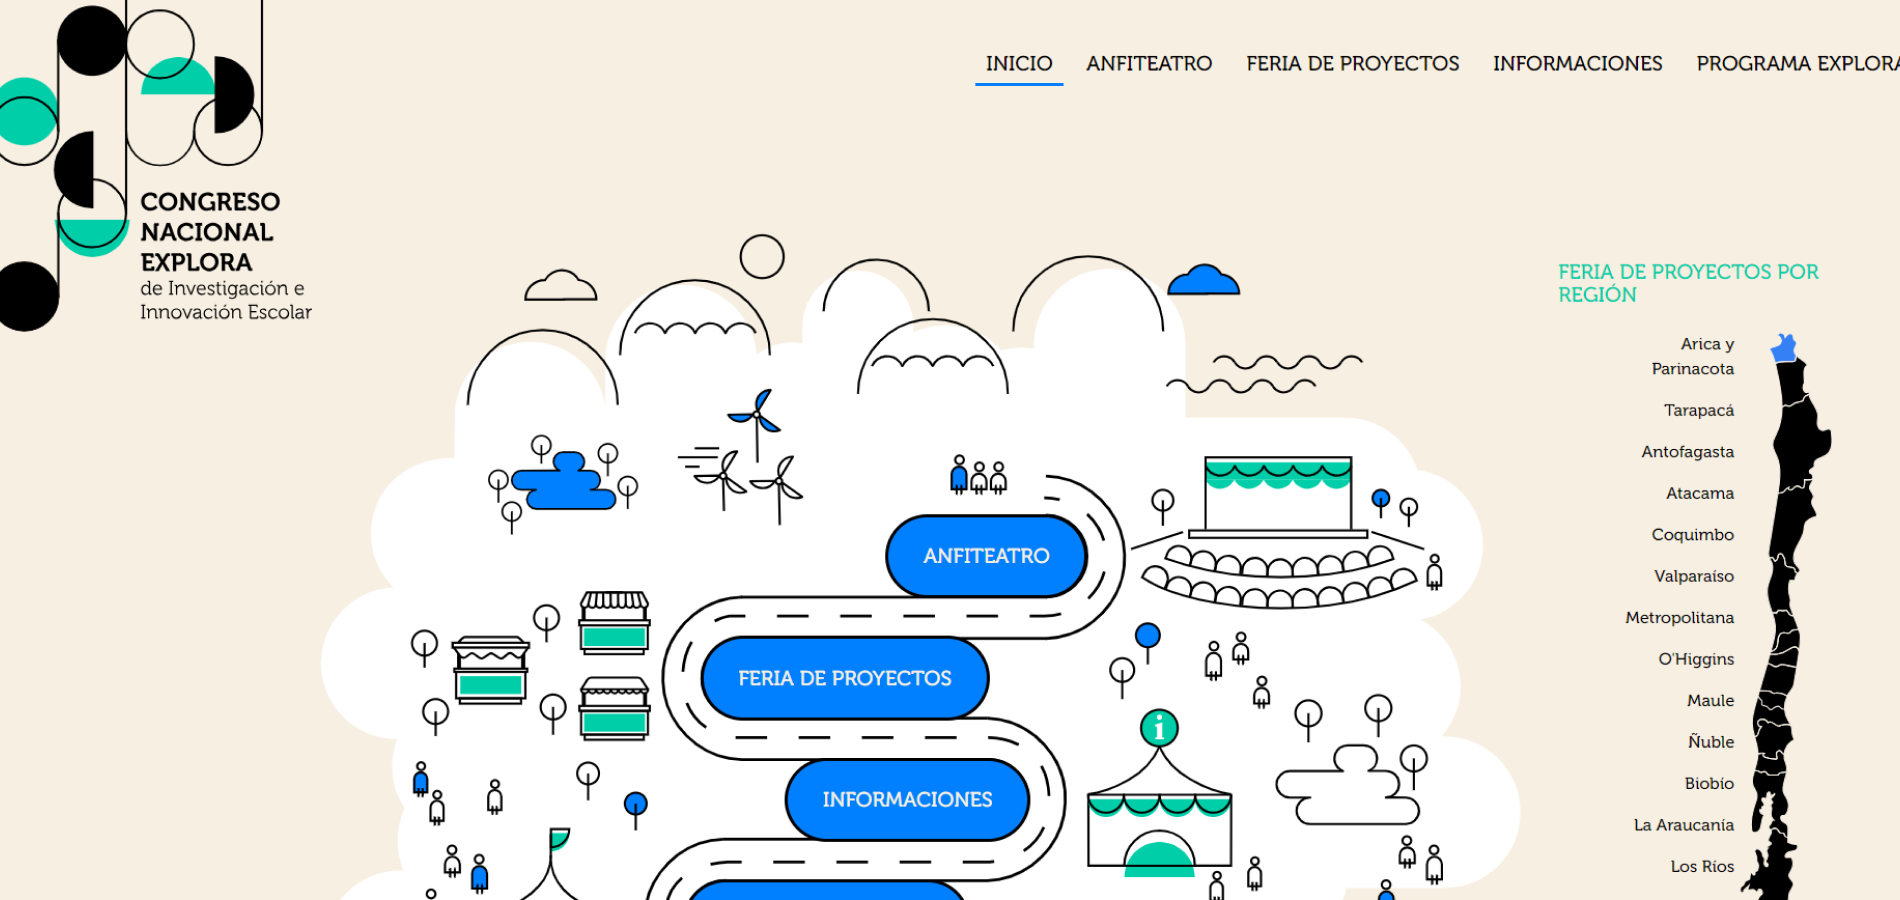 INICIO ANFITEATRO FERIA DE PROYECTOS INFORMACIONES PROGRAMA EXPLORA
CONGRESO
NACIONAL
EXPLORA
de Investigación e
Innovación Escolar
FERIA DE PROYECTOS POR
REGIÓN
Arica y
Parinacota
Tarapacá
Antofagasta
Atacama
Coquimbo
Valparaíso
Metropolitana
O'Higgins
Maule
Ñuble
Biobío
La Araucanía
Los Ríos
ANFITEATRO
FERIA DE PROYECTOS
i
INFORMACIONES